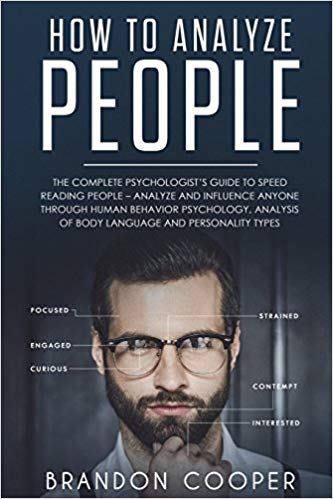 HOW TO ANALYZE
PEOPLE
THE COMPLETE PSYCHOLOGIST'S GUIDE TO SPEED
READING PEOPLE – ANALYZE AND INFLUENCE ANYONE
THROUGH HUMAN BEHAVIOR PSYCHOLOGY, ANALYSIS
OF BODY LANGUAGE AND PERSONALITY TYPES
FOCUSED
STRAINED
ENGAGED
CURIOUS
CONTEMPT
INTERESTED
BRANDON COOPER